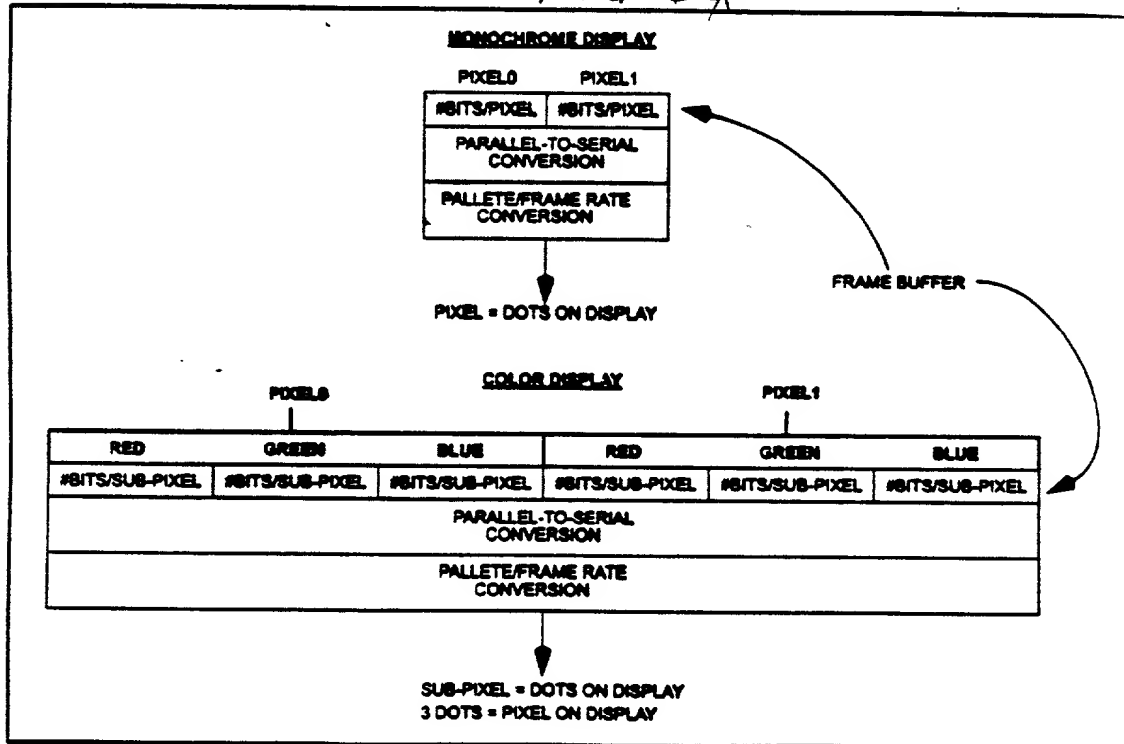 MONOCHROME DISPLAY
PIXEL0 PIXEL1
#BITS/PIXEL #BITS/PIXEL
PARALLEL-TO-SERIAL
CONVERSION
PALLETE/FRAME RATE
CONVERSION
FRAME BUFFER
PIXEL = DOTS ON DISPLAY
COLOR DISPLAY
PIXEL0 PIXEL1
RED GREEN BLUE RED GREEN BLUE
#BITS/SUB-PIXEL #BITS/SUB-PIXEL #BITS/SUB-PIXEL #BITS/SUB-PIXEL #BITS/SUB-PIXEL #BITS/SUB-PIXEL
PARALLEL-TO-SERIAL
CONVERSION
PALLETE/FRAME RATE
CONVERSION
SUB-PIXEL = DOTS ON DISPLAY
3 DOTS = PIXEL ON DISPLAY